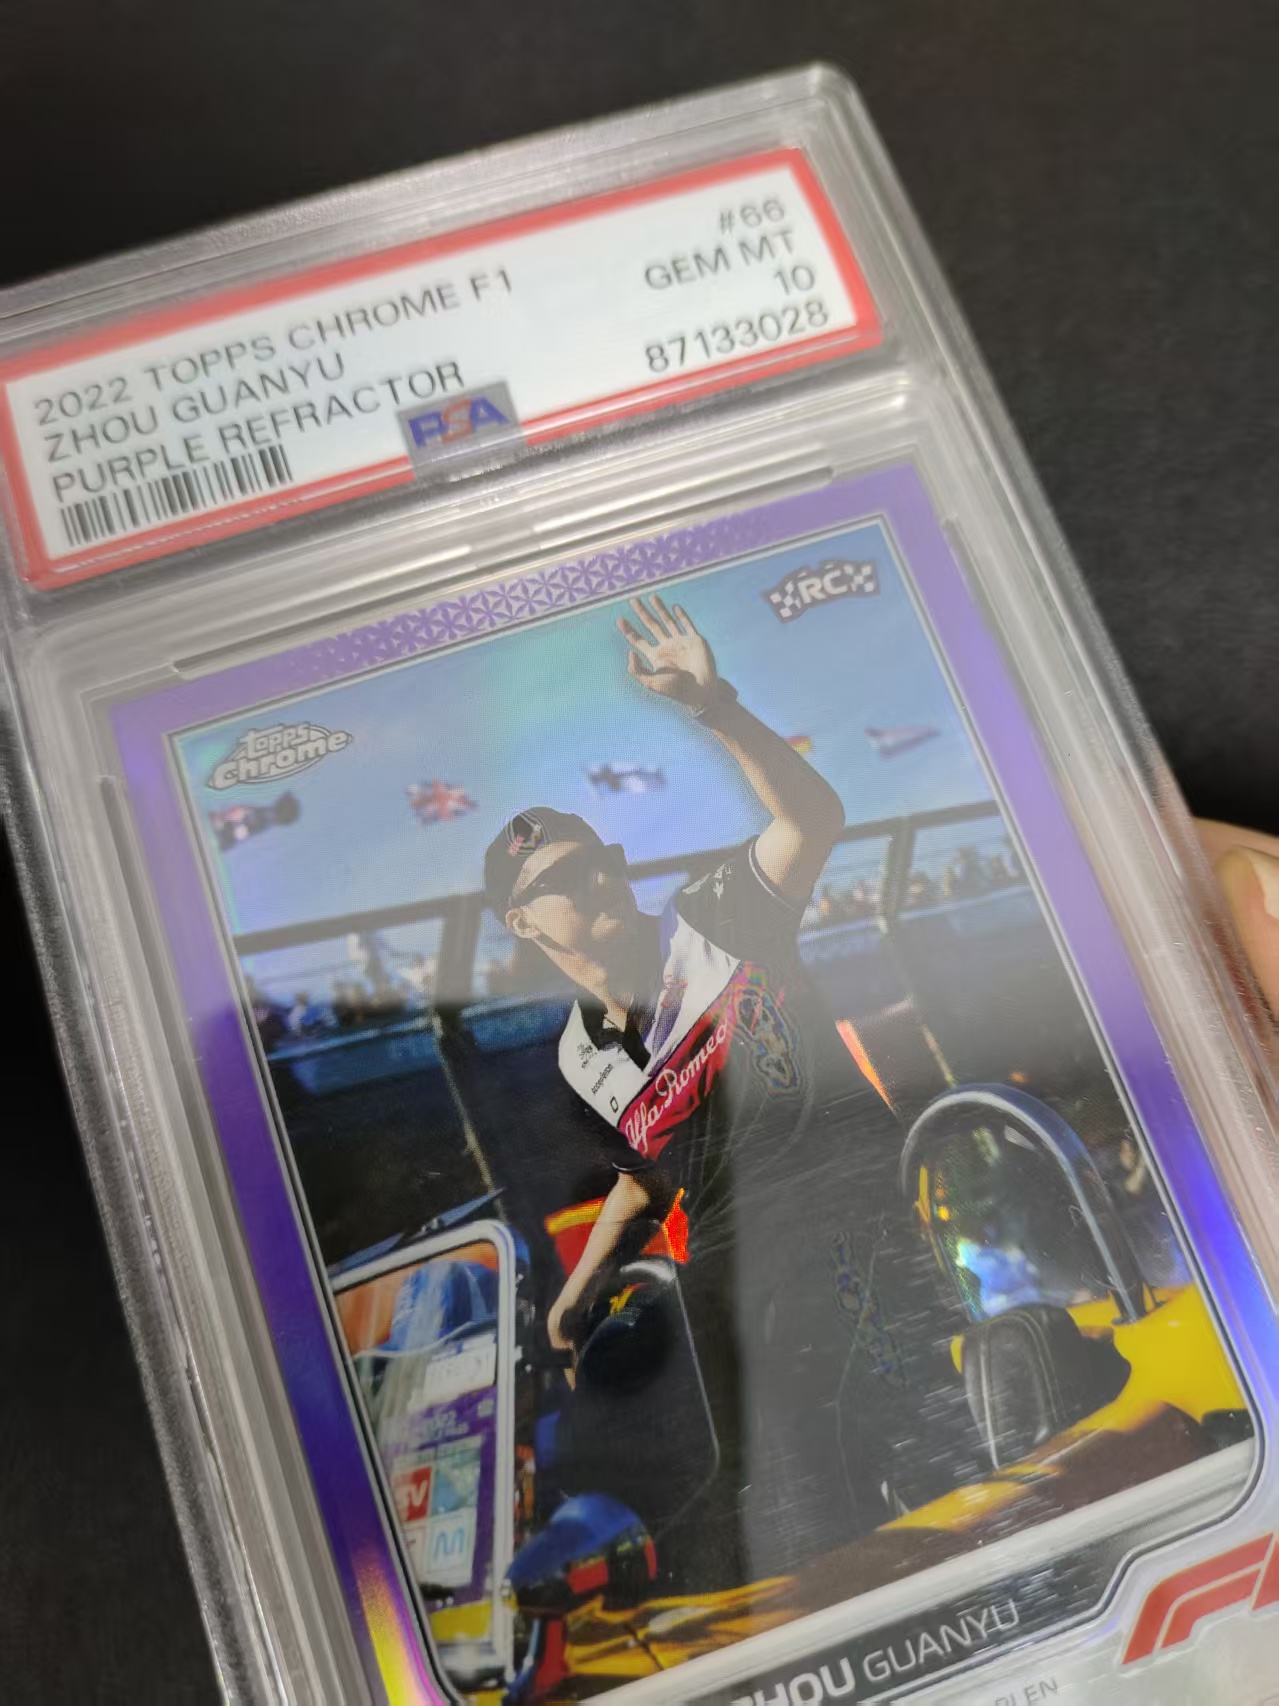 #66
2022 TOPPS CHROME F1
GEM MT
ZHOU GUANYU
10
PURPLE REFRACTOR
87133028
PSA
RC
topps
Chrome
Alfa Romeo
ZHOU GUANYU